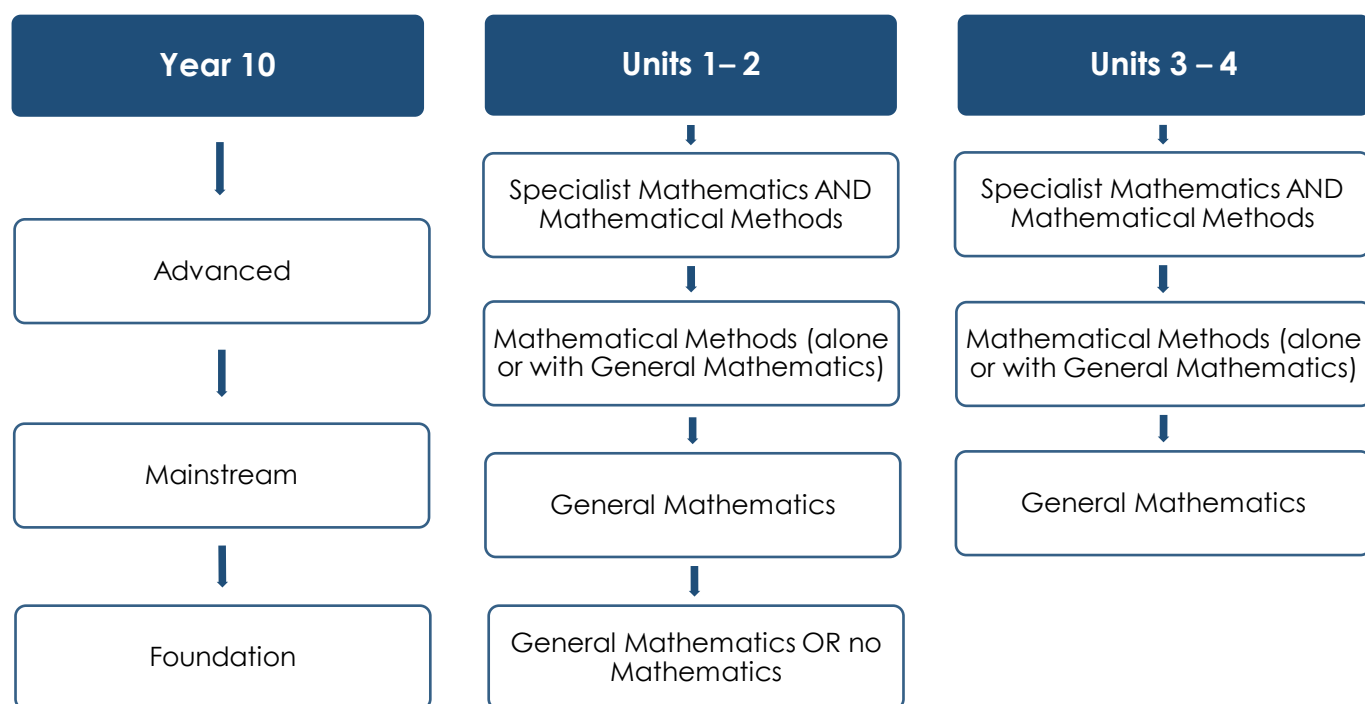 Year 10
Advanced
Mainstream
Foundation
Units 1– 2
Specialist Mathematics AND
Mathematical Methods
Mathematical Methods (alone
or with General Mathematics)
General Mathematics
General Mathematics OR no
Mathematics
Units 3 – 4
Specialist Mathematics AND
Mathematical Methods
Mathematical Methods (alone
or with General Mathematics)
General Mathematics